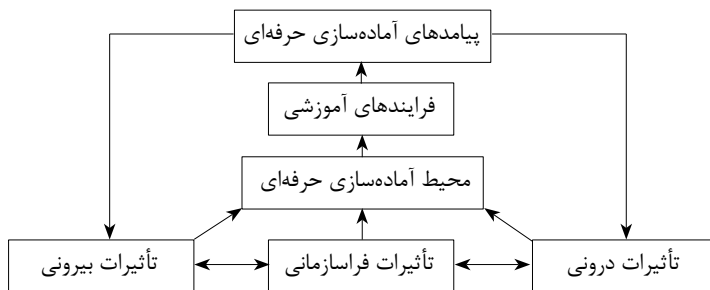 پیامدهای آماده‌سازی حرفه‌ای
فرایندهای آموزشی
محیط آماده‌سازی حرفه‌ای
تأثیرات درونی
تأثیرات فراسازمانی
تأثیرات بیرونی